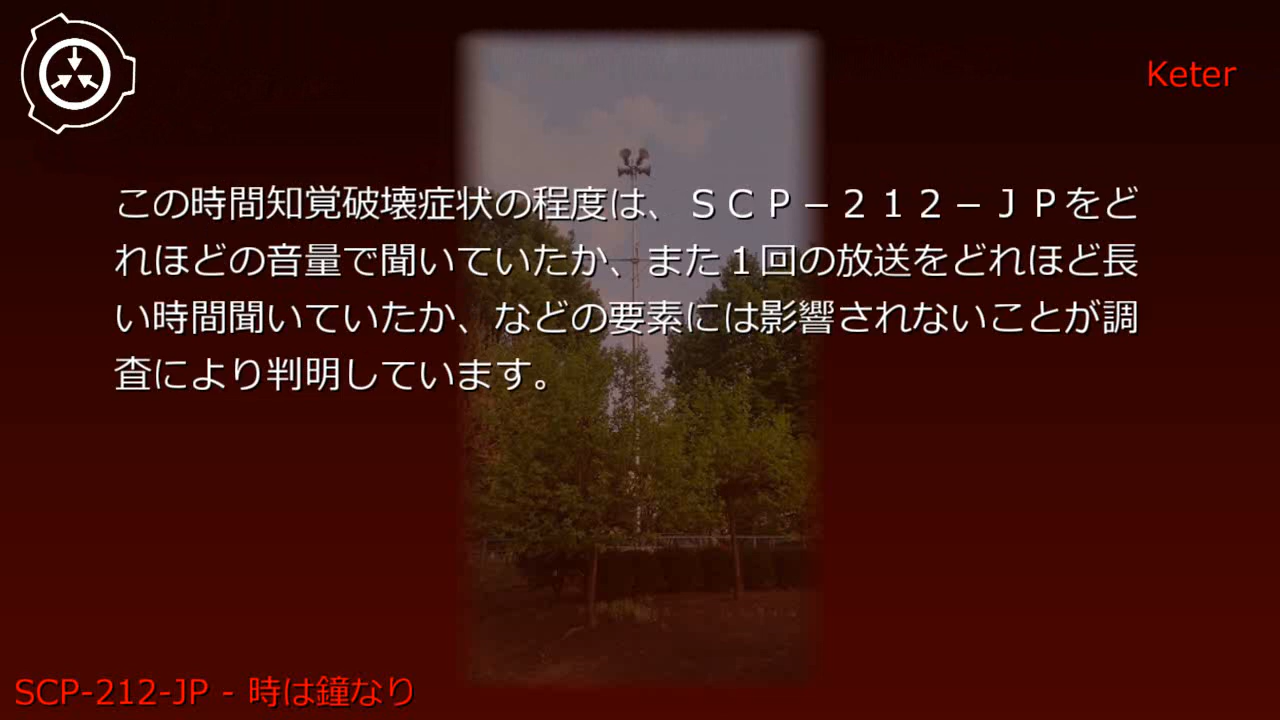 Keter
この時間知覚破壊症状の程度は、ＳＣＰ－２１２－ＪＰをど
れほどの音量で聞いていたか、また１回の放送をどれほど長
い時間聞いていたか、などの要素には影響されないことが調
査により判明しています。
SCP-212-JP - 時は鐘なり